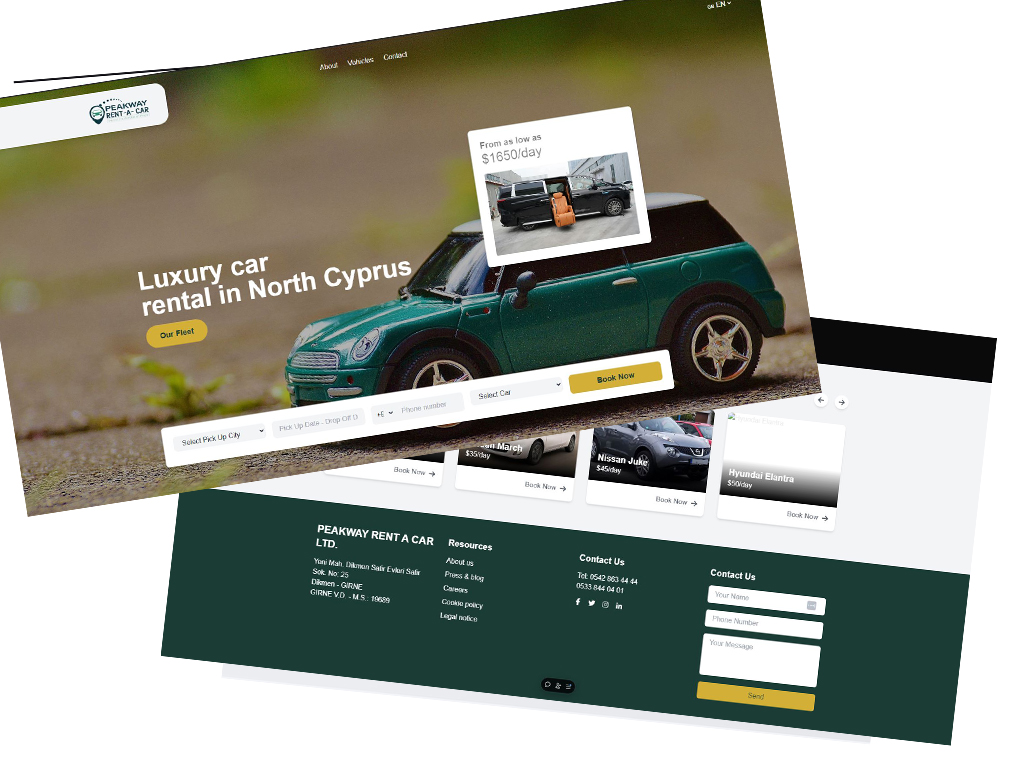 GB EN
About Vehicles Contact
PEAKWAY
RENT-A-CAR
From as low as
$1650/day
Luxury car
rental in North Cyprus
Our Fleet
Select Pick Up City
Pick Up Date - Drop Off D
Phone number
Select Car
Book Now
March
$35/day
Nissan Juke
$45/day
Hyundai Elantra
Hyundai Elantra
$50/day
Book Now →
Book Now →
Book Now →
Book Now →
PEAKWAY RENT A CAR
LTD.
Yeni Mah. Dikmen Safir Evleri Safir
Sok. No: 25
Dikmen - GIRNE
GIRNE V.D. - M.S.: 19689
Resources
About us
Press & blog
Careers
Cookie policy
Legal notice
Contact Us
Tel: 0542 863 44 44
0533 844 04 01
Contact Us
Your Name
Phone Number
Your Message
Send